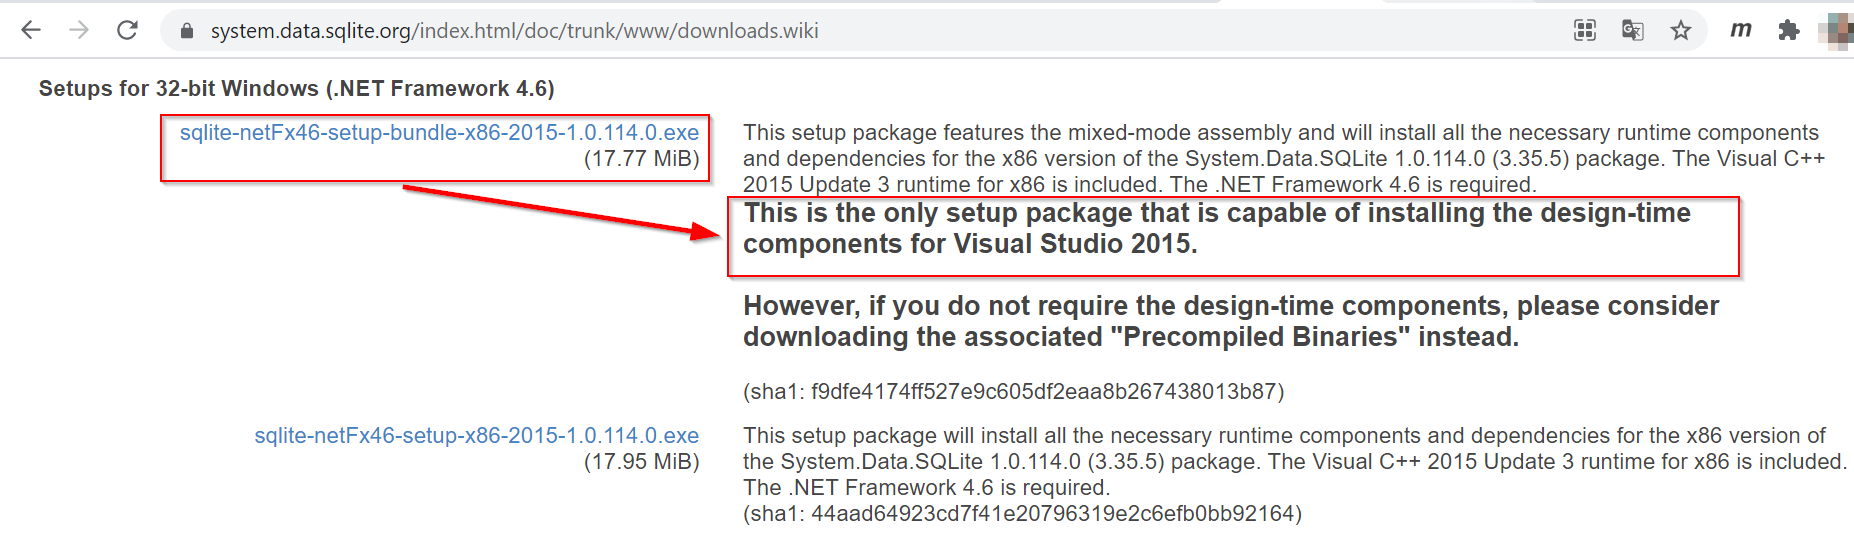 system.data.sqlite.org/index.html/doc/trunk/www/downloads.wiki
m
Setups for 32-bit Windows (.NET Framework 4.6)
sqlite-netFx46-setup-bundle-x86-2015-1.0.114.0.exe
(17.77 MiB)
This setup package features the mixed-mode assembly and will install all the necessary runtime components
and dependencies for the x86 version of the System.Data.SQLite 1.0.114.0 (3.35.5) package. The Visual C++
2015 Update 3 runtime for x86 is included. The .NET Framework 4.6 is required.
This is the only setup package that is capable of installing the design-time
components for Visual Studio 2015.
However, if you do not require the design-time components, please consider
downloading the associated "Precompiled Binaries" instead.
(sha1: f9dfe4174ff527e9c605df2eaa8b267438013b87)
sqlite-netFx46-setup-x86-2015-1.0.114.0.exe
(17.95 MiB)
This setup package will install all the necessary runtime components and dependencies for the x86 version of
the System.Data.SQLite 1.0.114.0 (3.35.5) package. The Visual C++ 2015 Update 3 runtime for x86 is included.
The .NET Framework 4.6 is required.
(sha1: 44aad64923cd7f41e20796319e2c6efb0bb92164)